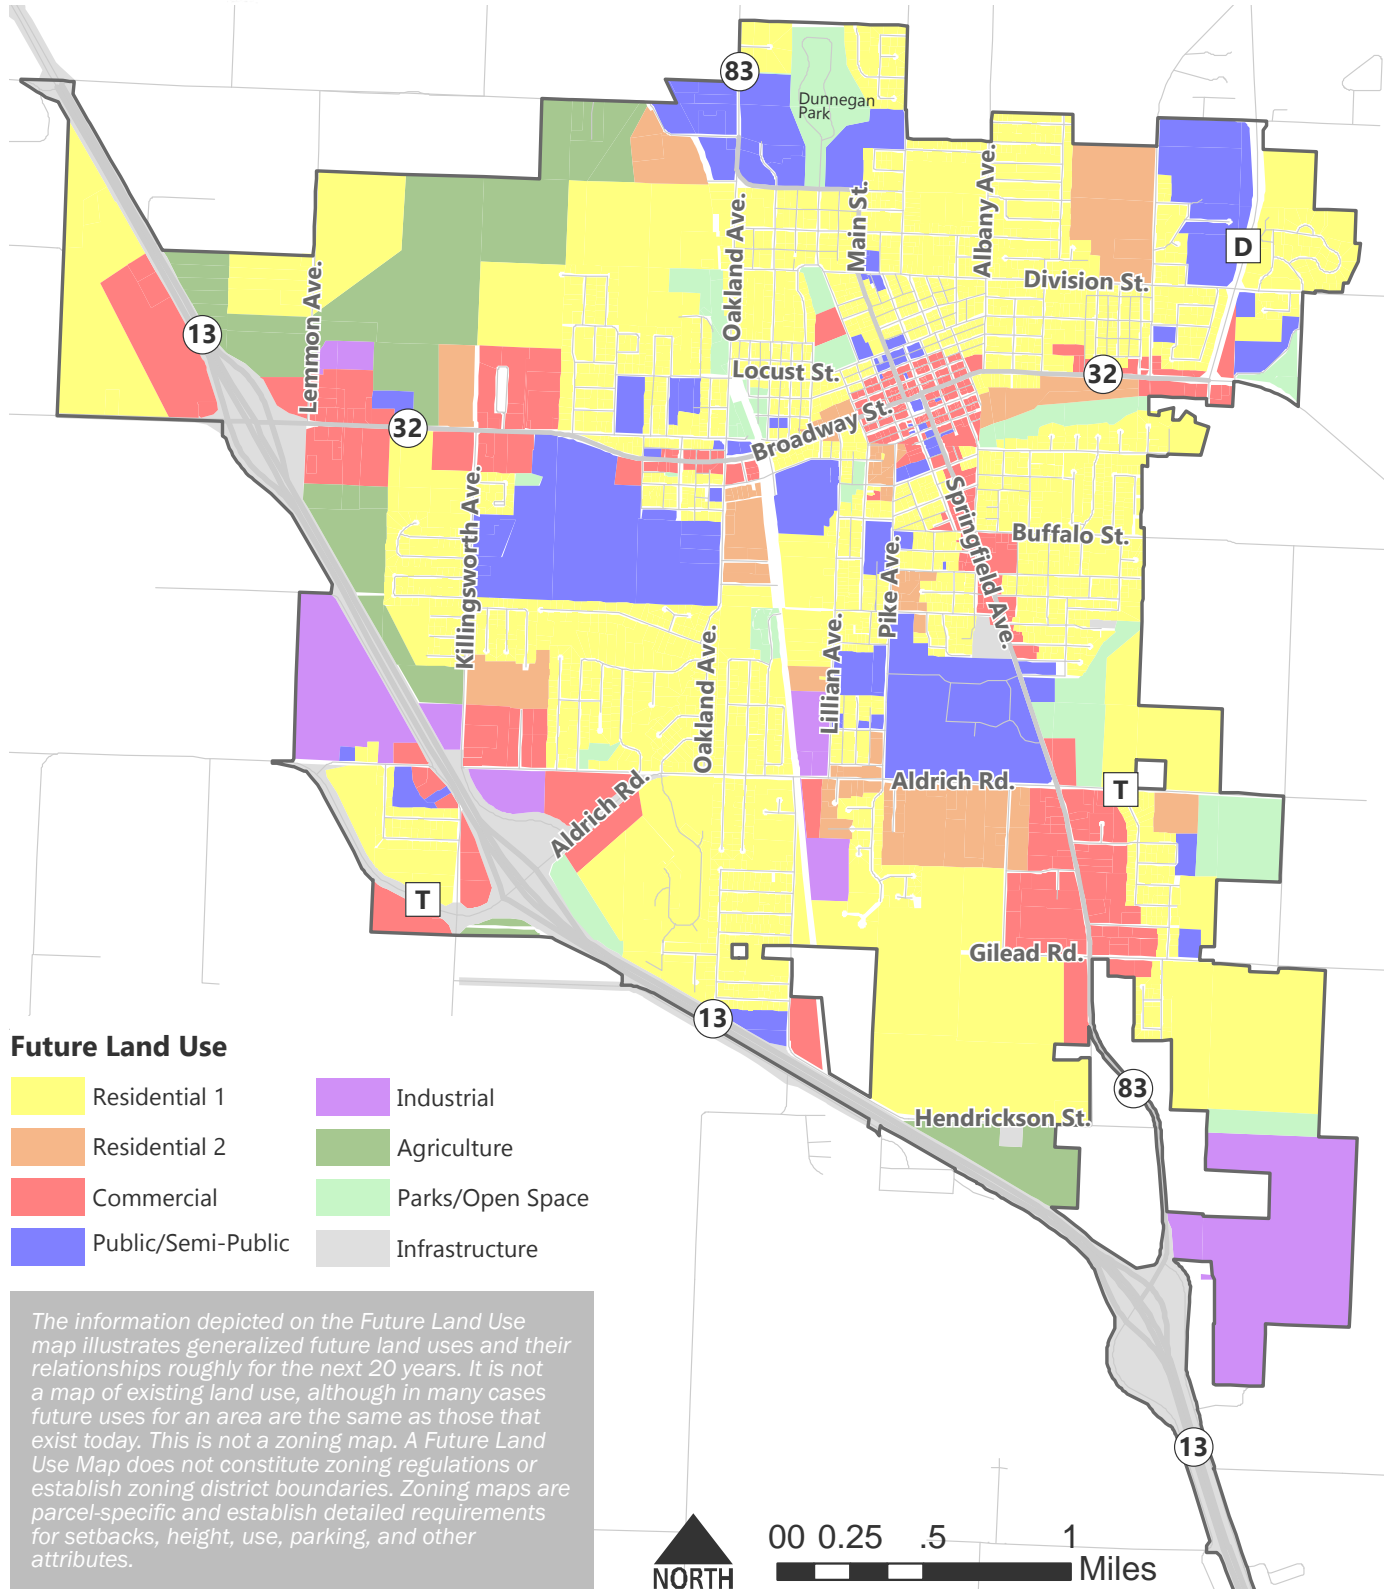 83
Dunnegan
Park
Main St.
Albany Ave.
Oakland Ave.
D
Division St.
Lemmon Ave.
13
Locust St.
32
32
Broadway St.
Killingsworth Ave.
Springfield Ave.
Buffalo St.
Pike Ave.
Lillian Ave.
Oakland Ave.
Aldrich Rd.
Aldrich Rd.
T
T
Gilead Rd.
13
83
Hendrickson St.
13
Future Land Use
Residential 1
Residential 2
Commercial
Public/Semi-Public
Industrial
Agriculture
Parks/Open Space
Infrastructure
The information depicted on the Future Land Use
map illustrates generalized future land uses and their
relationships roughly for the next 20 years. It is not
a map of existing land use, although in many cases
future uses for an area are the same as those that
exist today. This is not a zoning map. A Future Land
Use Map does not constitute zoning regulations or
establish zoning district boundaries. Zoning maps are
parcel-specific and establish detailed requirements
for setbacks, height, use, parking, and other
attributes.
NORTH
00 0.25 .5 1
Miles